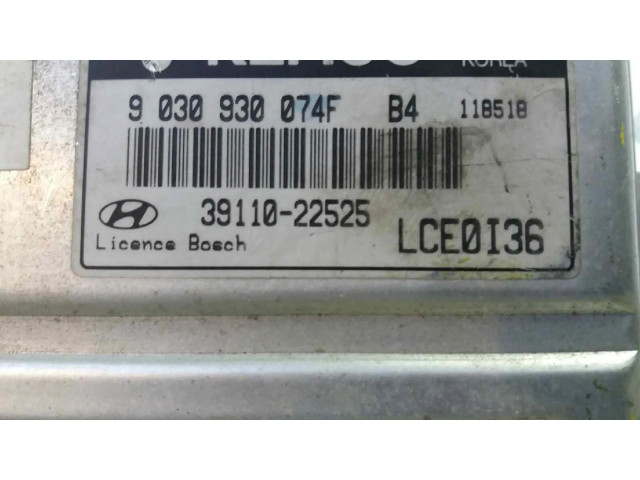 KOREA
9 030 930 074F B4 118518
39110-22525
Licence Bosch
LCE0I36